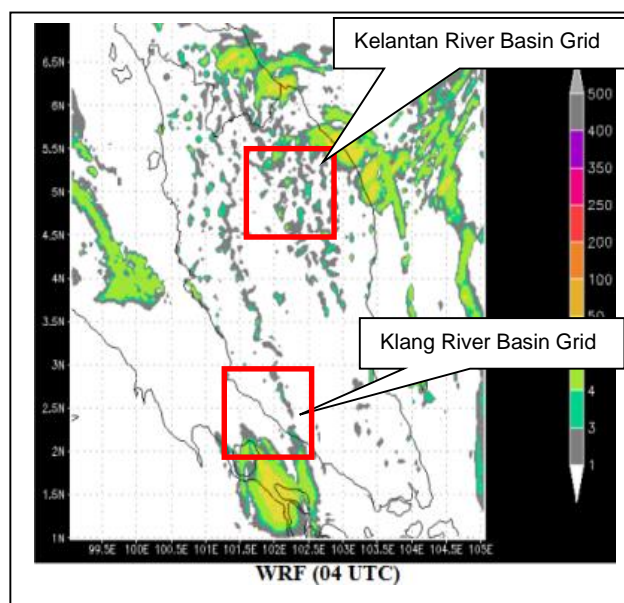 Kelantan River Basin Grid
6.5N
6N
5.5N
5N
4.5N
4N
3.5N
3N
2.5N
2N
1.5N
1N
500
400
350
250
200
100
50
4
3
1
Klang River Basin Grid
99.5E 100E 100.5E 101E 101.5E 102E 102.5E 103E 103.5E 104E 104.5E 105E
WRF (04 UTC)